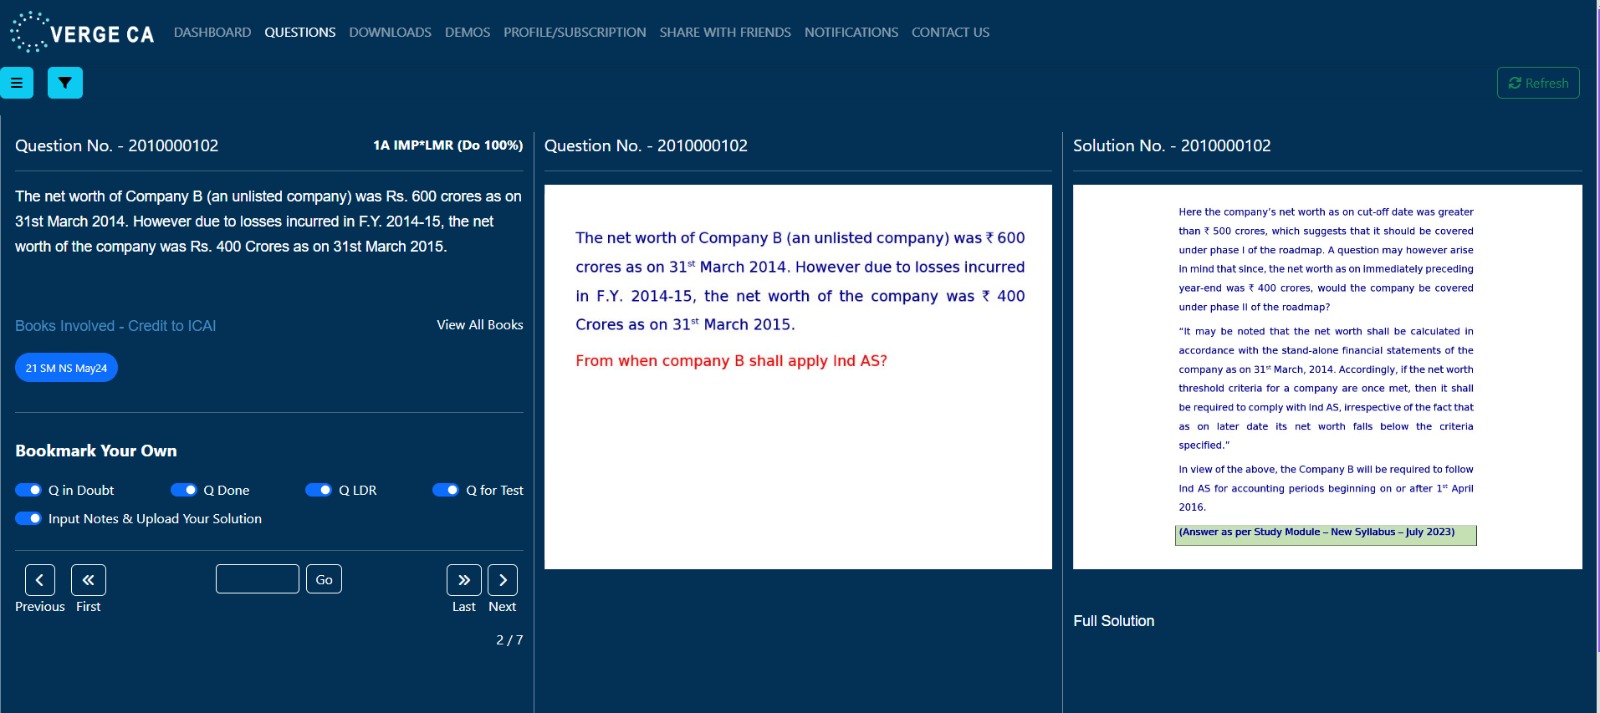 VERGE CA
DASHBOARD QUESTIONS DOWNLOADS DEMOS PROFILE/SUBSCRIPTION SHARE WITH FRIENDS NOTIFICATIONS CONTACT US
Refresh
Question No. - 2010000102 1A IMP*LMR (Do 100%)
The net worth of Company B (an unlisted company) was Rs. 600 crores as on
31st March 2014. However due to losses incurred in F.Y. 2014-15, the net
worth of the company was Rs. 400 Crores as on 31st March 2015.
Books Involved - Credit to ICAI View All Books
21 SM NS May24
Bookmark Your Own
Q in Doubt Q Done Q LDR Q for Test
Input Notes & Upload Your Solution
Go
Previous First Last Next
2 / 7
Question No. - 2010000102
The net worth of Company B (an unlisted company) was ₹ 600
crores as on 31st March 2014. However due to losses incurred
in F.Y. 2014-15, the net worth of the company was ₹ 400
Crores as on 31st March 2015.
From when company B shall apply Ind AS?
Solution No. - 2010000102
Here the company's net worth as on cut-off date was greater
than ₹ 500 crores, which suggests that it should be covered
under phase I of the roadmap. A question may however arise
in mind that since, the net worth as on immediately preceding
year-end was ₹ 400 crores, would the company be covered
under phase II of the roadmap?
“It may be noted that the net worth shall be calculated in
accordance with the stand-alone financial statements of the
company as on 31st March, 2014. Accordingly, if the net worth
threshold criteria for a company are once met, then it shall
be required to comply with Ind AS, irrespective of the fact that
as on later date its net worth falls below the criteria
specified.”
In view of the above, the Company B will be required to follow
Ind AS for accounting periods beginning on or after 1st April
2016.
(Answer as per Study Module – New Syllabus – July 2023)
Full Solution